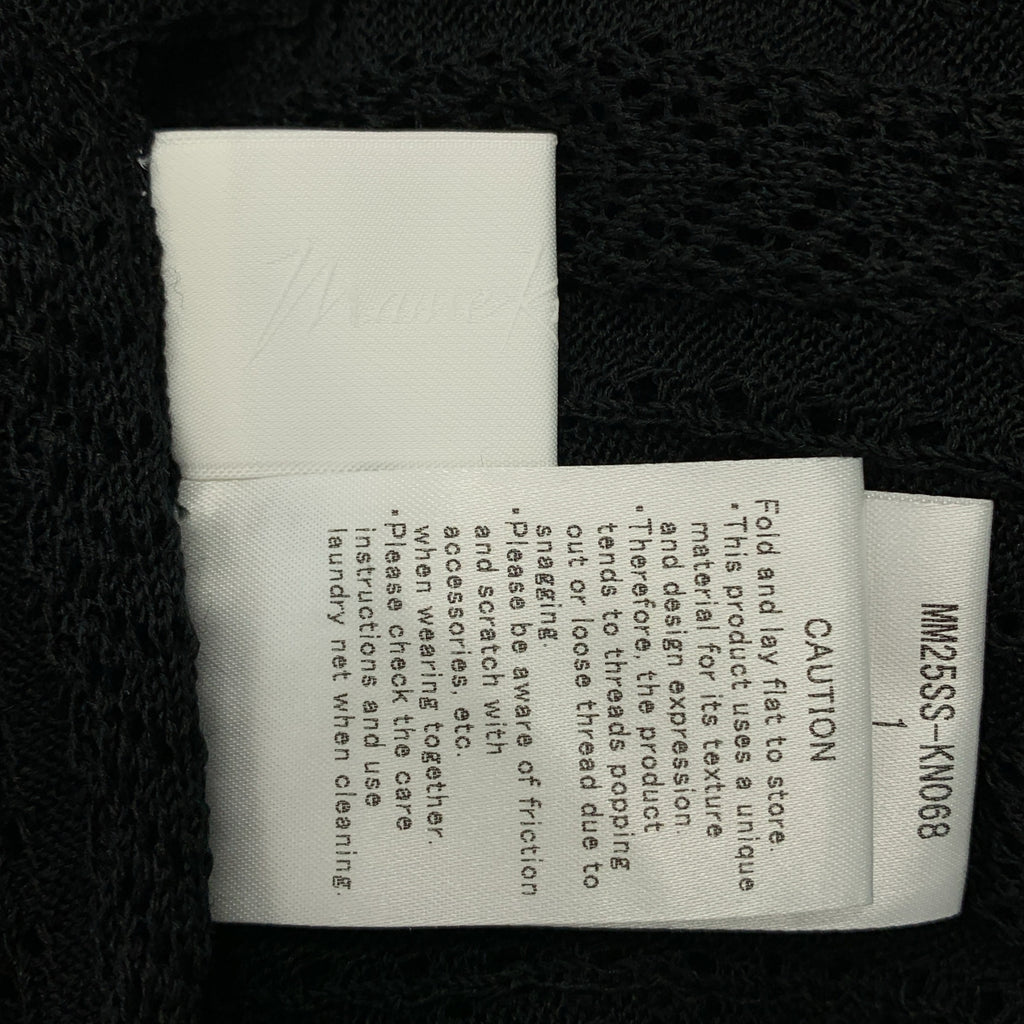 Mame k
MM25SS-KN068
1
CAUTION
Fold and lay flat to store
・This product uses a unique
material for its texture
and design expression.
・Therefore, the product
tends to threads popping
out or loose thread due to
snagging.
・Please be aware of friction
and scratch with
accessories, etc.
when wearing together.
・Please check the care
instructions and use
laundry net when cleaning.